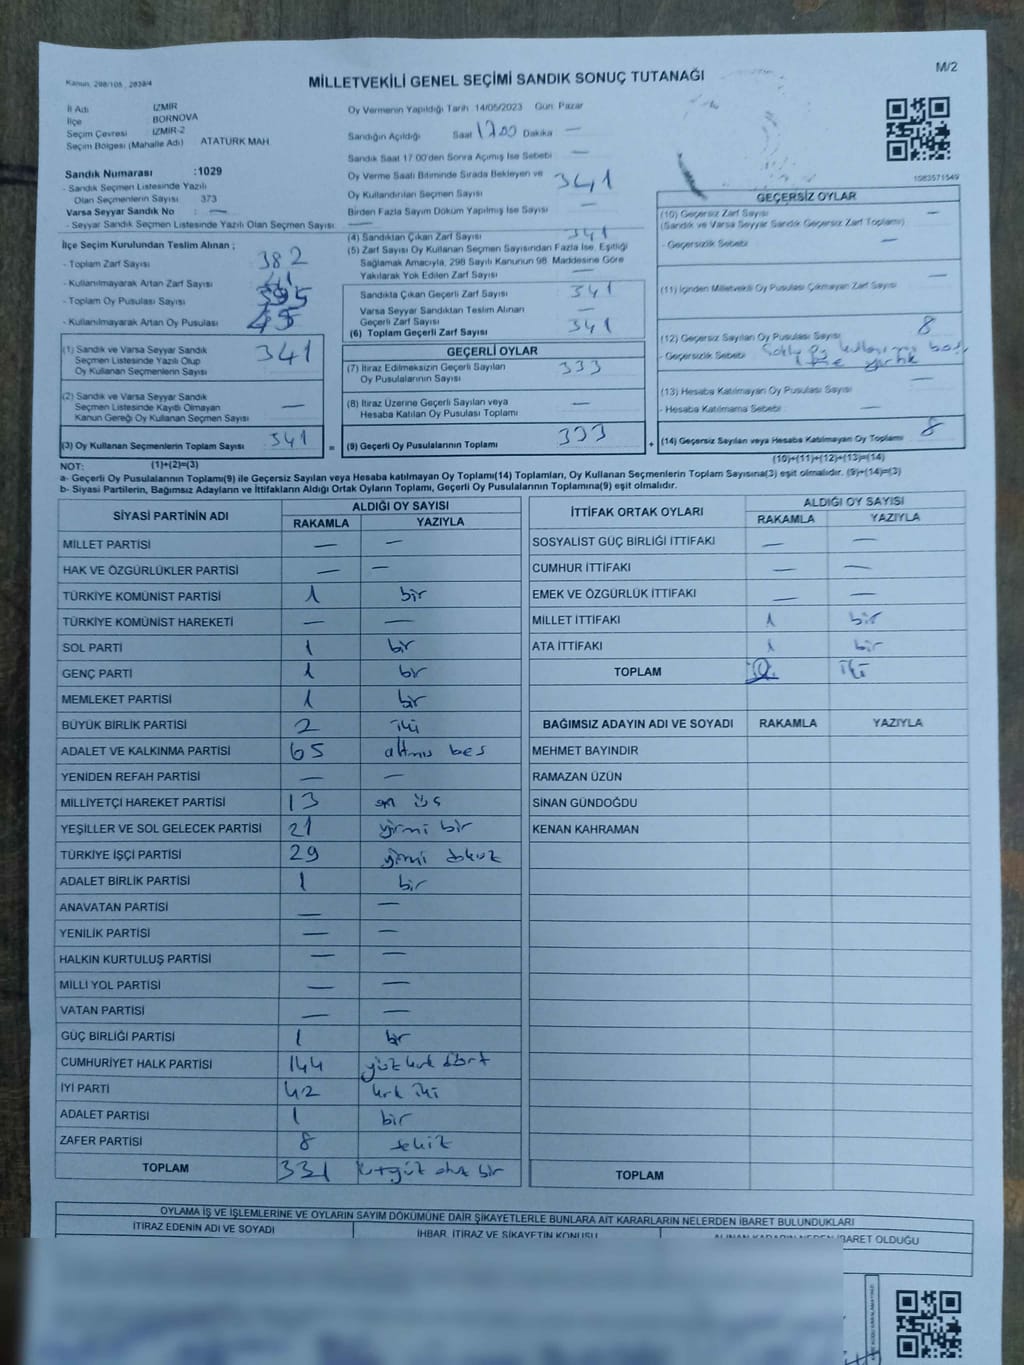 Kanun: 298/105 , 2839/4
MİLLETVEKİLİ GENEL SEÇİMİ SANDIK SONUÇ TUTANAĞI
M/2
İl Adı İZMİR
İlçe BORNOVA
Seçim Çevresi İZMİR-2
Seçim Bölgesi (Mahalle Adı) ATATÜRK MAH
Sandık Numarası :1029
- Sandık Seçmen Listesinde Yazılı
Olan Seçmenlerin Sayısı 373
Varsa Seyyar Sandık No : —
- Seyyar Sandık Seçmen Listesinde Yazılı Olan Seçmen Sayısı: —
İlçe Seçim Kurulundan Teslim Alınan ;
- Toplam Zarf Sayısı 382
- Kullanılmayarak Artan Zarf Sayısı 41
- Toplam Oy Pusulası Sayısı 395
- Kullanılmayarak Artan Oy Pusulası 45
(1) Sandık ve Varsa Seyyar Sandık
Seçmen Listesinde Yazılı Olup
Oy Kullanan Seçmenlerin Sayısı 341
(2) Sandık ve Varsa Seyyar Sandık
Seçmen Listesinde Kayıtlı Olmayan
Kanun Gereği Oy Kullanan Seçmen Sayısı —
(3) Oy Kullanan Seçmenlerin Toplam Sayısı 341 =
(1)+(2)=(3)
Oy Vermenin Yapıldığı Tarih 14/05/2023 Gün: Pazar
Sandığın Açıldığı Saat 17 00 Dakika —
Sandık Saat 17:00'den Sonra Açımış İse Sebebi —
Oy Verme Saati Bitiminde Sırada Bekleyen ve
Oy Kullandırılan Seçmen Sayısı 341
Birden Fazla Sayım Döküm Yapılmış İse Sayısı —
(4) Sandıktan Çıkan Zarf Sayısı 341
(5) Zarf Sayısı Oy Kullanan Seçmen Sayısından Fazla İse, Eşitliği
Sağlamak Amacıyla, 298 Sayılı Kanunun 98. Maddesine Göre
Yakılarak Yok Edilen Zarf Sayısı —
Sandıkta Çıkan Geçerli Zarf Sayısı 341
Varsa Seyyar Sandıktan Teslim Alınan
Geçerli Zarf Sayısı —
(6) Toplam Geçerli Zarf Sayısı 341
GEÇERLİ OYLAR
(7) İtiraz Edilmeksizin Geçerli Sayılan
Oy Pusulalarının Sayısı 333
(8) İtiraz Üzerine Geçerli Sayılan veya
Hesaba Katılan Oy Pusulası Toplamı —
(9) Geçerli Oy Pusulalarının Toplamı 333 +
1083571549
GEÇERSİZ OYLAR
(10) Geçersiz Zarf Sayısı —
(Sandık ve Varsa Seyyar Sandık Geçersiz Zarf Toplamı)
- Geçersizlik Sebebi —
(11) İçinden Milletvekili Oy Pusulası Çıkmayan Zarf Sayısı —
(12) Geçersiz Sayılan Oy Pusulası Sayısı 8
- Geçersizlik Sebebi oy
(13) Hesaba Katılmayan Oy Pusulası Sayısı —
- Hesaba Katılmama Sebebi —
(14) Geçersiz Sayılan veya Hesaba Katılmayan Oy Toplamı 8
(10)+(11)+(12)+(13)=(14)
NOT:
a- Geçerli Oy Pusulalarının Toplamı(9) ile Geçersiz Sayılan veya Hesaba katılmayan Oy Toplamı(14) Toplamları, Oy Kullanan Seçmenlerin Toplam Sayısına(3) eşit olmalıdır. (9)+(14)=(3)
b- Siyasi Partilerin, Bağımsız Adayların ve İttifakların Aldığı Ortak Oyların Toplamı, Geçerli Oy Pusulalarının Toplamına(9) eşit olmalıdır.
SİYASİ PARTİNİN ADI ALDIĞI OY SAYISI
RAKAMLA YAZIYLA
MİLLET PARTİSİ — —
HAK VE ÖZGÜRLÜKLER PARTİSİ — —
TÜRKİYE KOMÜNİST PARTİSİ 1 bir
TÜRKİYE KOMÜNİST HAREKETİ — —
SOL PARTİ 1 bir
GENÇ PARTİ 1 bir
MEMLEKET PARTİSİ 1 bir
BÜYÜK BİRLİK PARTİSİ 2 iki
ADALET VE KALKINMA PARTİSİ 65 altmış beş
YENİDEN REFAH PARTİSİ — —
MİLLİYETÇİ HAREKET PARTİSİ 13 on üç
YEŞİLLER VE SOL GELECEK PARTİSİ 21 yirmi bir
TÜRKİYE İŞÇİ PARTİSİ 29 yirmi dokuz
ADALET BİRLİK PARTİSİ 1 bir
ANAVATAN PARTİSİ — —
YENİLİK PARTİSİ — —
HALKIN KURTULUŞ PARTİSİ — —
MİLLİ YOL PARTİSİ — —
VATAN PARTİSİ — —
GÜÇ BİRLİĞİ PARTİSİ 1 bir
CUMHURİYET HALK PARTİSİ 144 yüz kırk dört
İYİ PARTİ 42 kırk iki
ADALET PARTİSİ 1 bir
ZAFER PARTİSİ 8 sekiz
TOPLAM 331 üçyüz otuz bir
İTTİFAK ORTAK OYLARI ALDIĞI OY SAYISI
RAKAMLA YAZIYLA
SOSYALİST GÜÇ BİRLİĞİ İTTİFAKI — —
CUMHUR İTTİFAKI — —
EMEK VE ÖZGÜRLÜK İTTİFAKI — —
MİLLET İTTİFAKI 1 bir
ATA İTTİFAKI 1 bir
TOPLAM 2 iki
BAĞIMSIZ ADAYIN ADI VE SOYADI RAKAMLA YAZIYLA
MEHMET BAYINDIR
RAMAZAN ÜZÜN
SİNAN GÜNDOĞDU
KENAN KAHRAMAN
TOPLAM
OYLAMA İŞ VE İŞLEMLERİNE VE OYLARIN SAYIM DÖKÜMÜNE DAİR ŞİKAYETLERLE BUNLARA AİT KARARLARIN NELERDEN İBARET BULUNDUKLARI
İTİRAZ EDENİN ADI VE SOYADI İHBAR, İTİRAZ VE ŞİKAYETİN KONUSU ALINAN KARARIN NEDEN İBARET OLDUĞU